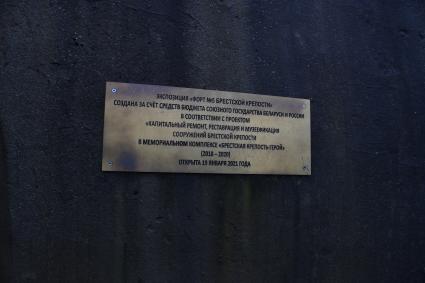 ЭКСПОЗИЦИЯ «ФОРТ №5 БРЕСТСКОЙ КРЕПОСТИ»
СОЗДАНА ЗА СЧЁТ СРЕДСТВ БЮДЖЕТА СОЮЗНОГО ГОСУДАРСТВА БЕЛАРУСИ И РОССИИ
В СООТВЕТСТВИИ С ПРОЕКТОМ
«КАПИТАЛЬНЫЙ РЕМОНТ, РЕСТАВРАЦИЯ И МУЗЕЕФИКАЦИЯ
СООРУЖЕНИЙ БРЕСТСКОЙ КРЕПОСТИ
В МЕМОРИАЛЬНОМ КОМПЛЕКСЕ «БРЕСТСКАЯ КРЕПОСТЬ-ГЕРОЙ»
(2018 – 2020)
ОТКРЫТА 19 ЯНВАРЯ 2021 ГОДА